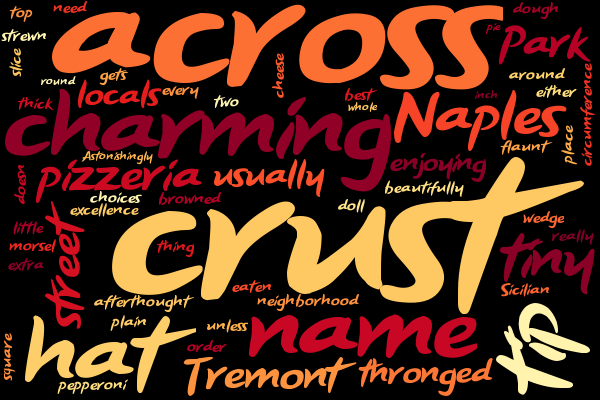 top
need
across
dough
strewn
pie
Park
slice
round
gets
cheese
around
locals
every
two
best
whole
inch
either
circumference
thick
charming
Naples
place
flaunt
Astonishingly
enjoying
doesn
pizzeria
usually
beautifully
choices
browned
excellence
doll
crust
wedge
little
thing
really
morsel
street
tiny
extra
eaten
Sicilian
afterthought
neighborhood
plain
unless
name
tip
hat
order
square
pepperoni
Tremont
thronged